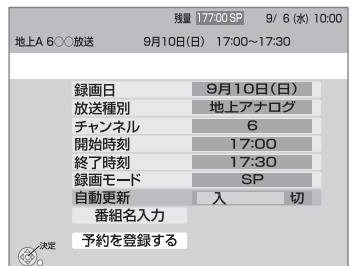 残量 177:00 SP 9/ 6 (水) 10:00
地上A 6○○放送 9月10日(日) 17:00～17:30
録画日 9月10日(日)
放送種別 地上アナログ
チャンネル 6
開始時刻 17:00
終了時刻 17:30
録画モード SP
自動更新 入 切
番組名入力
予約を登録する
決定